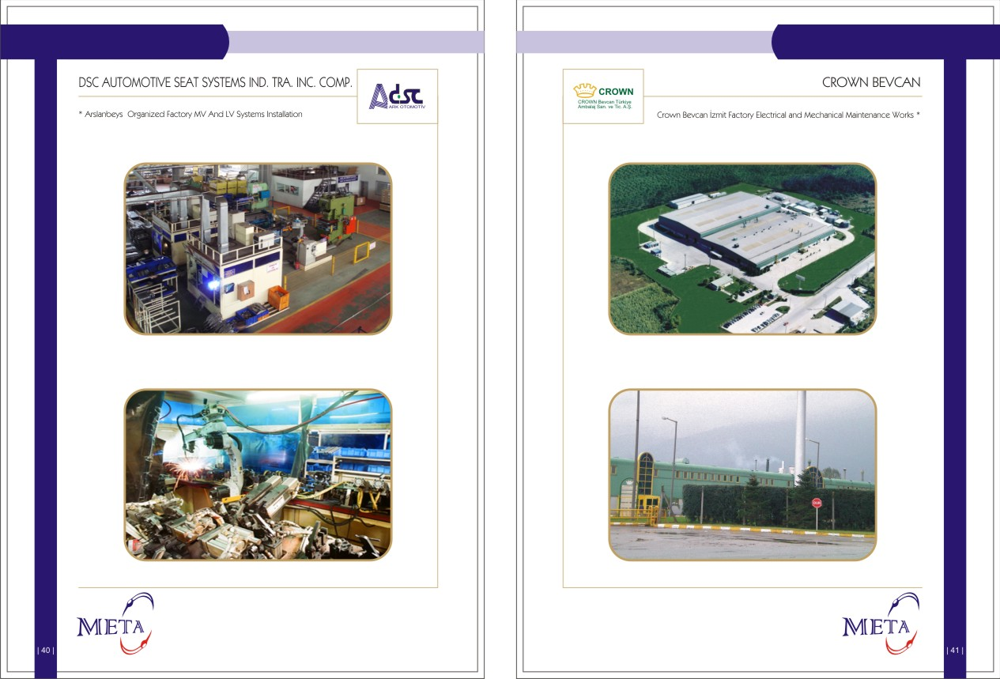 DSC AUTOMOTIVE SEAT SYSTEMS IND. TRA. INC. COMP.
Adsc
ARK OTOMOTİV
* Arslanbeys Organized Factory MV And LV Systems Installation
META
| 40 |
CROWN
CROWN Bevcan Türkiye
Ambalaj San. ve Tic. A.Ş.
CROWN BEVCAN
Crown Bevcan İzmit Factory Electrical and Mechanical Maintenance Works *
DUR
META
| 41 |